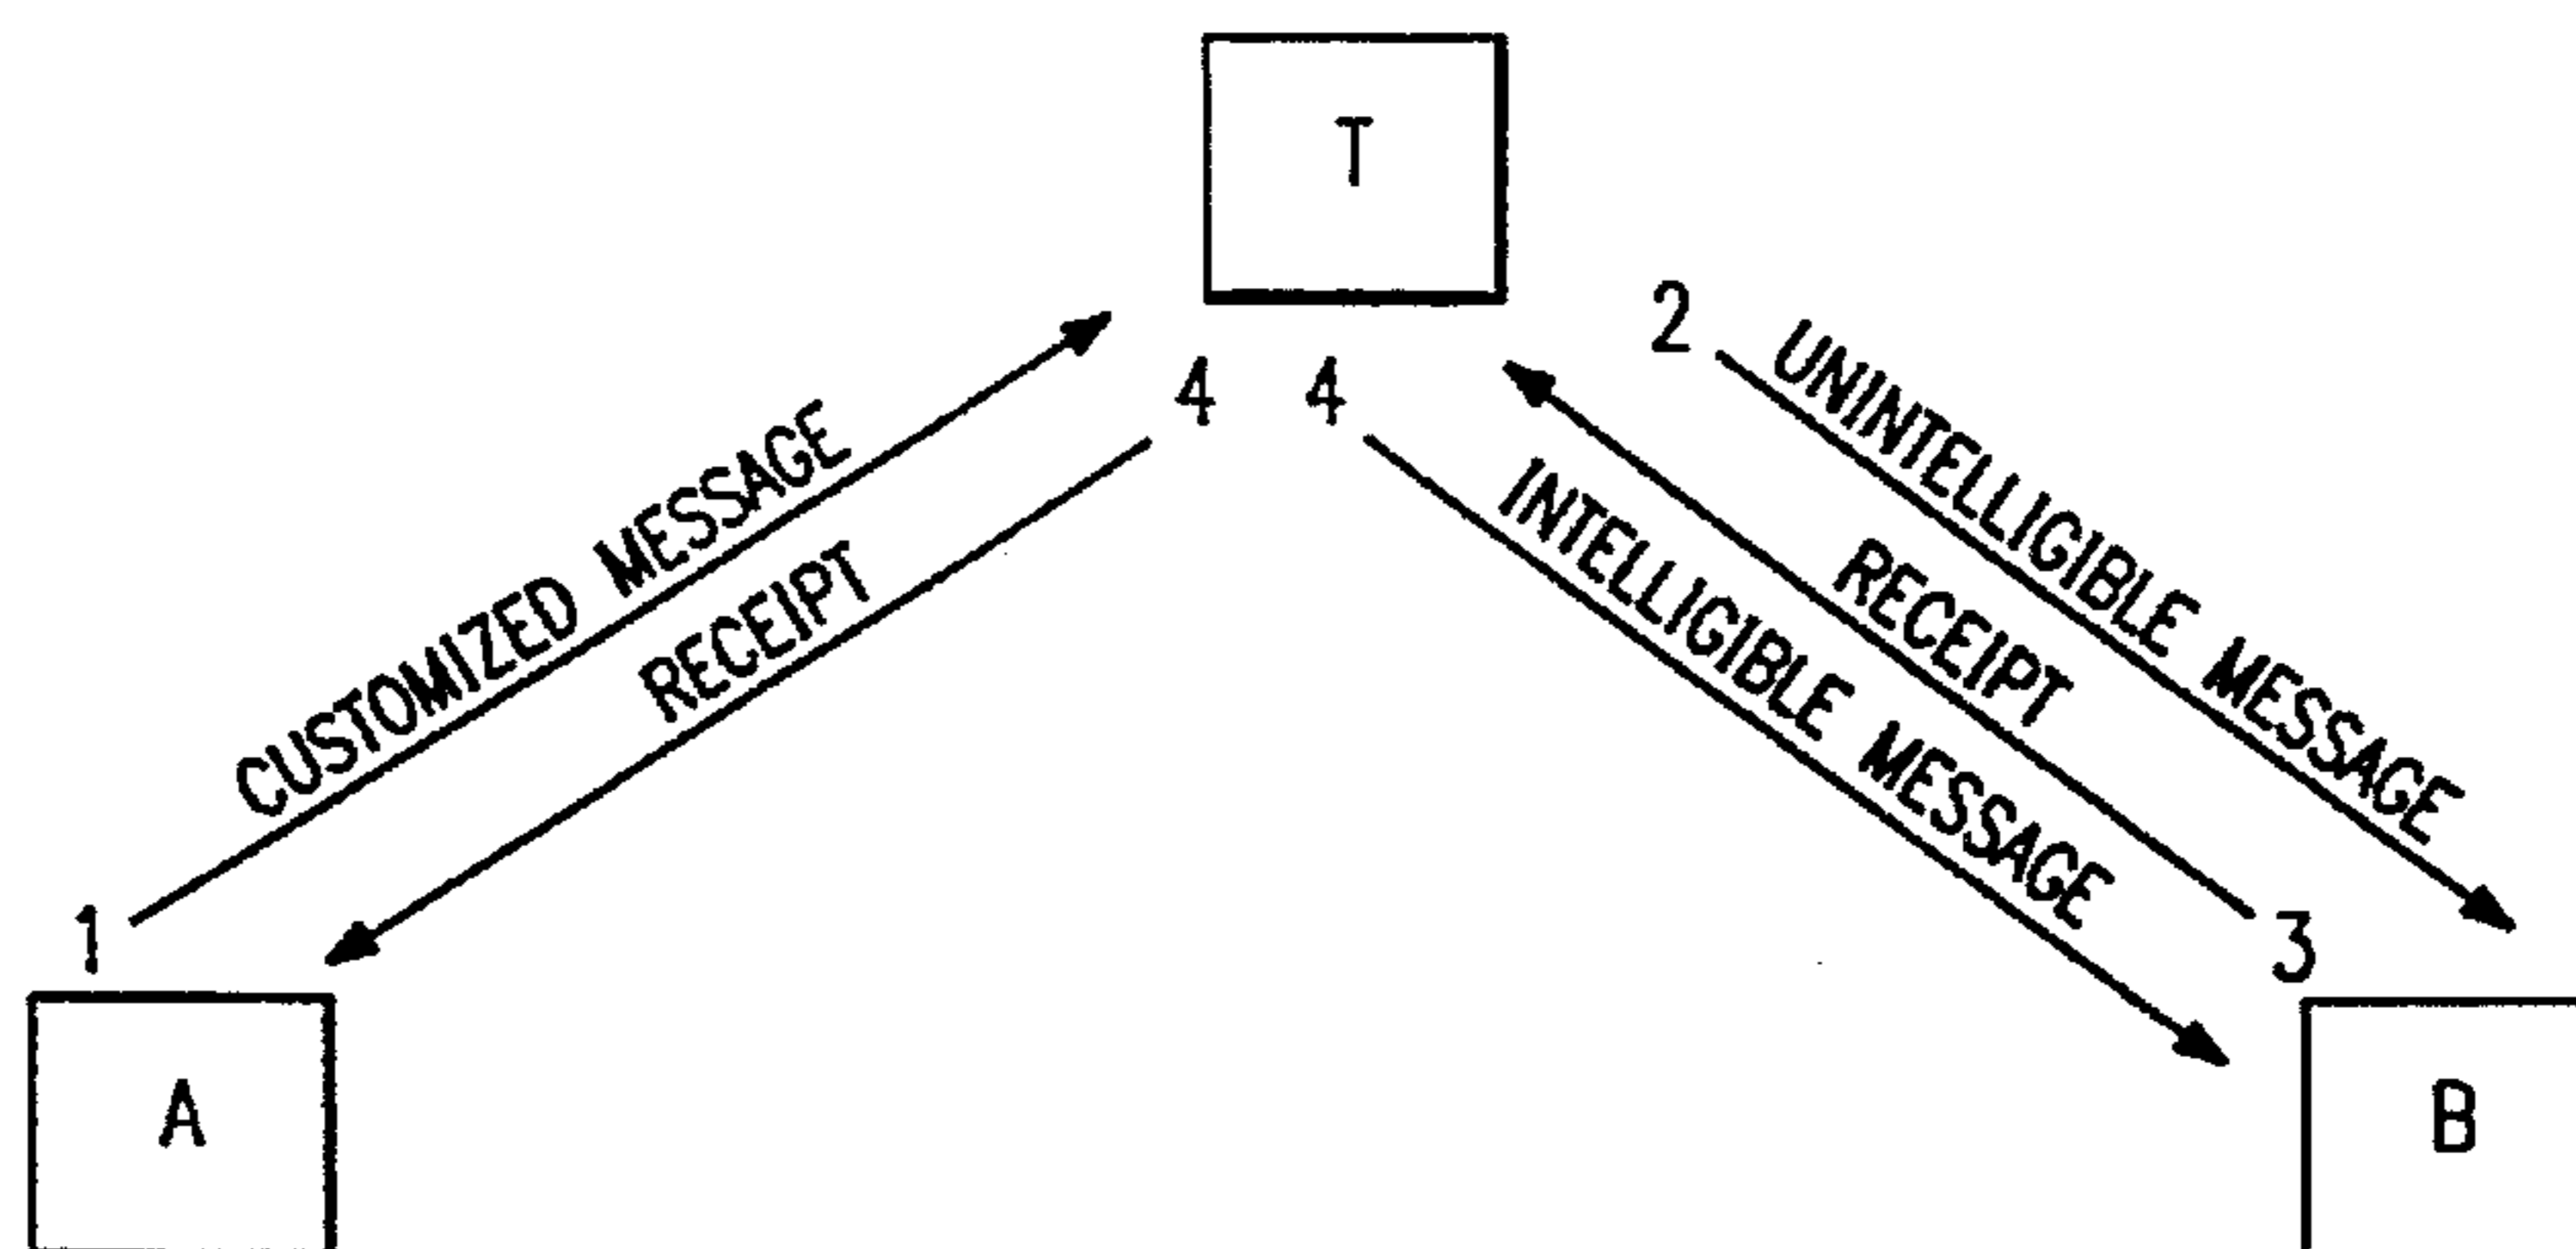 T
2 UNINTELLIGIBLE MESSAGE
4 4
CUSTOMIZED MESSAGE
RECEIPT
INTELLIGIBLE MESSAGE
RECEIPT
1
3
A
B